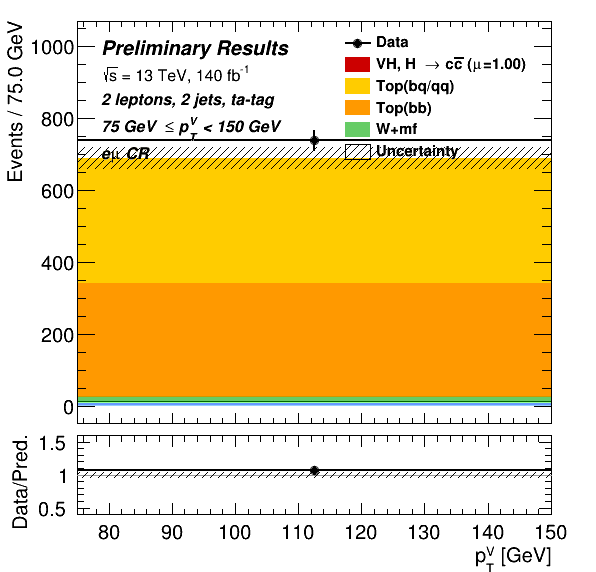 Events / 75.0 GeV
1000
800
600
400
200
0
Preliminary Results
√s = 13 TeV, 140 fb⁻¹
2 leptons, 2 jets, ta-tag
75 GeV ≤ p_T^V < 150 GeV
eμ CR
Data
VH, H → cc̅ (μ=1.00)
Top(bq/qq)
Top(bb)
W+mf
Uncertainty
Data/Pred.
1.5
1
0.5
80 90 100 110 120 130 140 150
p_T^V [GeV]